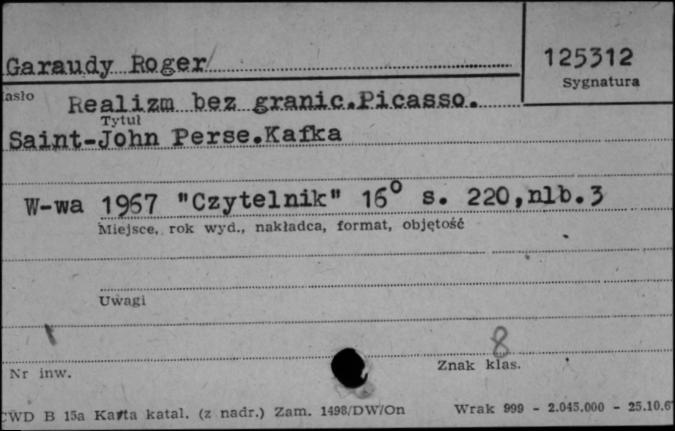 Garaudy Roger
125312
Sygnatura
asło
Realizm bez granic.Picasso.
Tytuł
Saint-John Perse.Kafka
W-wa 1967 "Czytelnik" 16° s. 220,nlb.3
Miejsce, rok wyd., nakładca, format, objętość
Uwagi
8
Nr inw.
Znak klas.
CWD B 15a Karta katal. (z nadr.) Zam. 1498/DW/On Wrak 999 - 2.045.000 - 25.10.6